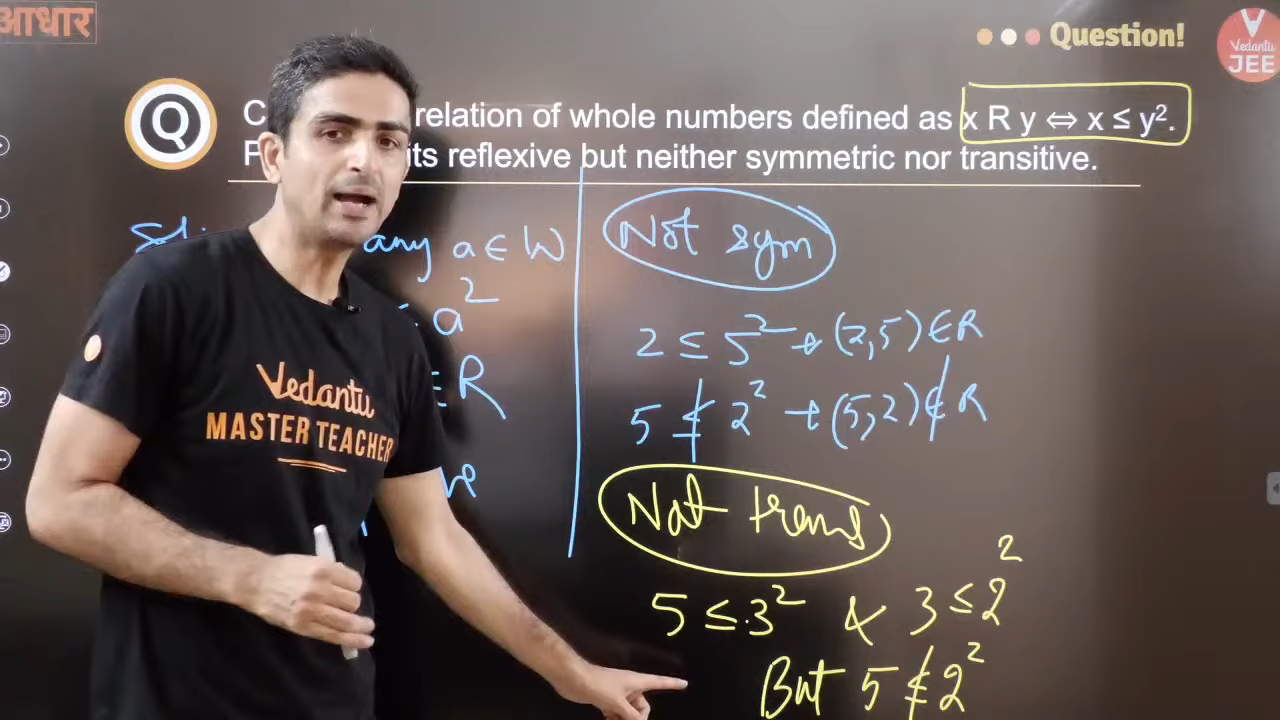 आधार
Question!
Vedantu
JEE
Q
relation of whole numbers defined as x R y ⇔ x ≤ y².
its reflexive but neither symmetric nor transitive.
any a ∈ W
a²
∈ R
Not sym
2 ≤ 5² → (2,5) ∈ R
5 ≰ 2² → (5,2) ∉ R
Not trans
5 ≤ 3² & 3 ≤ 2²
But 5 ≰ 2²
Vedantu
MASTER TEACHER